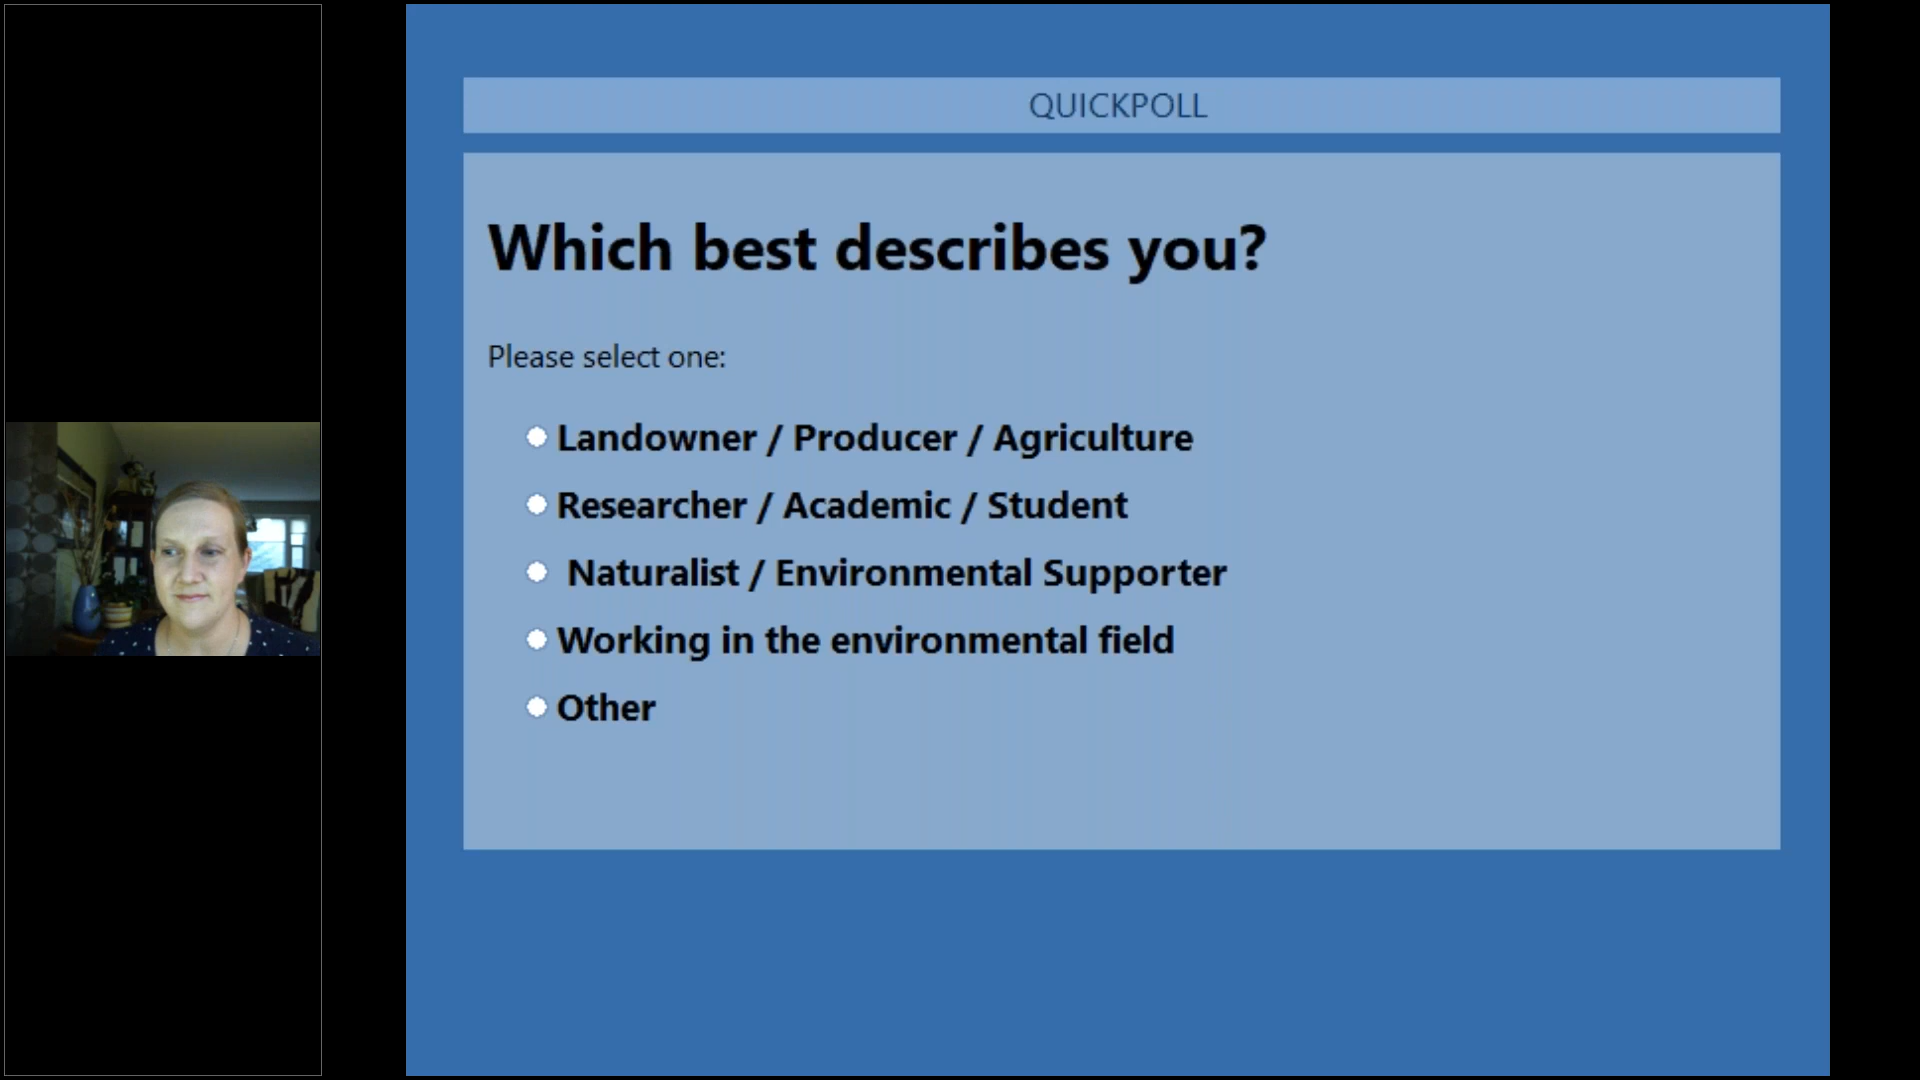 QUICKPOLL
Which best describes you?
Please select one:
Landowner / Producer / Agriculture
Researcher / Academic / Student
Naturalist / Environmental Supporter
Working in the environmental field
Other